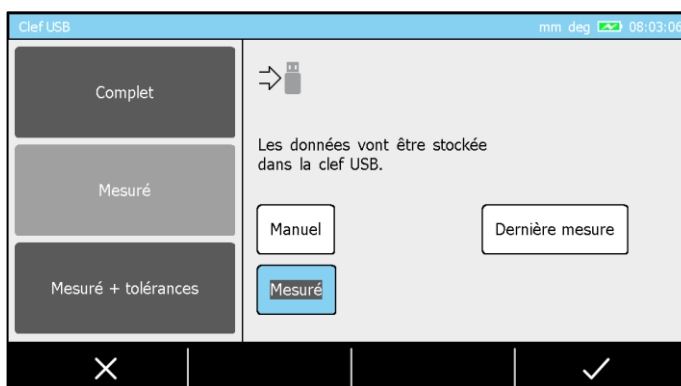 Clef USB
mm deg 08:03:06
Complet
Mesuré
Mesuré + tolérances
Les données vont être stockée
dans la clef USB.
Manuel
Dernière mesure
Mesuré